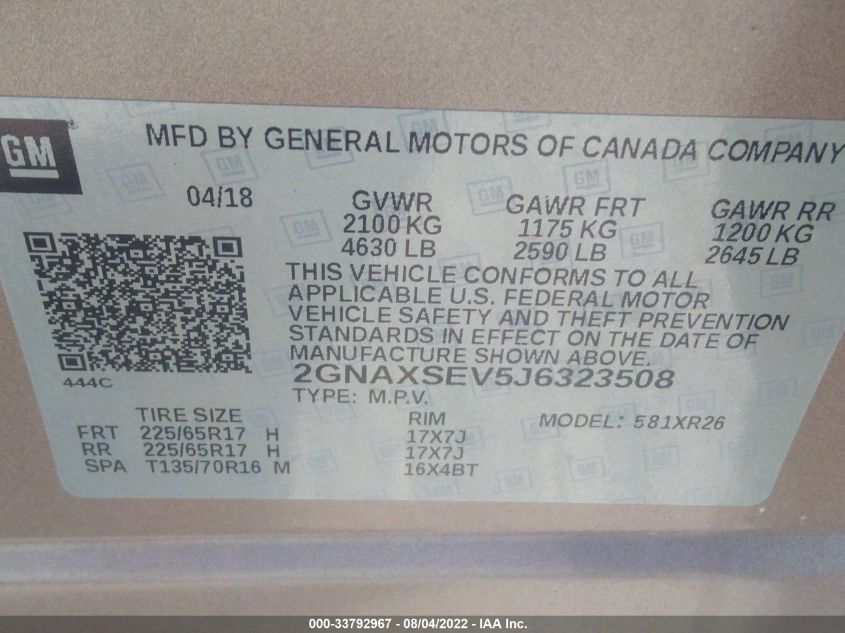 GM
MFD BY GENERAL MOTORS OF CANADA COMPANY
04/18 GVWR GAWR FRT GAWR RR
2100 KG 1175 KG 1200 KG
4630 LB 2590 LB 2645 LB
THIS VEHICLE CONFORMS TO ALL
APPLICABLE U.S. FEDERAL MOTOR
VEHICLE SAFETY AND THEFT PREVENTION
STANDARDS IN EFFECT ON THE DATE OF
MANUFACTURE SHOWN ABOVE.
444C 2GNAXSEV5J6323508
TYPE: M.P.V.
TIRE SIZE RIM MODEL: 581XR26
FRT 225/65R17 H 17X7J
RR 225/65R17 H 17X7J
SPA T135/70R16 M 16X4BT
000-33792967 - 08/04/2022 - IAA Inc.